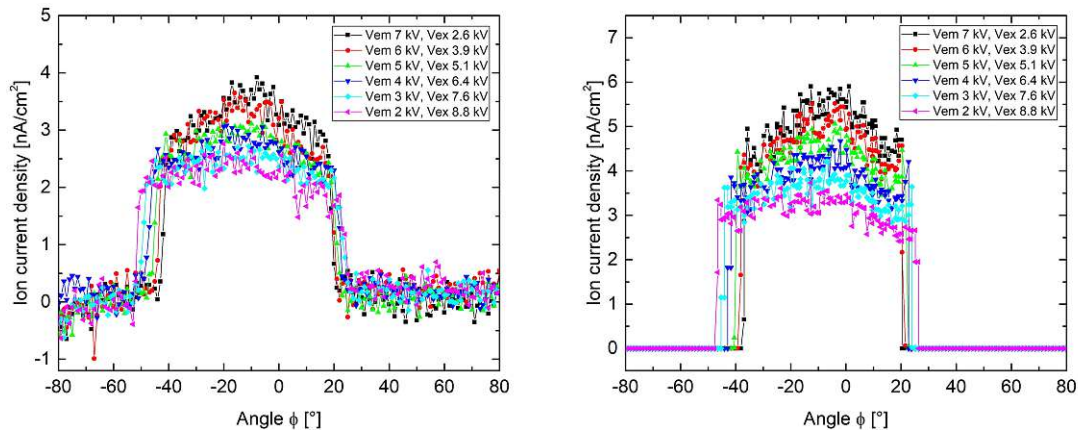 5
4
3
2
1
0
-1
-80 -60 -40 -20 0 20 40 60 80
Ion current density [nA/cm²]
Angle ϕ [°]
Vem 7 kV, Vex 2.6 kV
Vem 6 kV, Vex 3.9 kV
Vem 5 kV, Vex 5.1 kV
Vem 4 kV, Vex 6.4 kV
Vem 3 kV, Vex 7.6 kV
Vem 2 kV, Vex 8.8 kV
7
6
5
4
3
2
1
0
-80 -60 -40 -20 0 20 40 60 80
Ion current density [nA/cm²]
Angle ϕ [°]
Vem 7 kV, Vex 2.6 kV
Vem 6 kV, Vex 3.9 kV
Vem 5 kV, Vex 5.1 kV
Vem 4 kV, Vex 6.4 kV
Vem 3 kV, Vex 7.6 kV
Vem 2 kV, Vex 8.8 kV